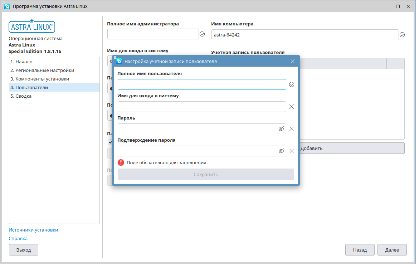 Программа установки Astra Linux
ASTRA LINUX
Операционная система
Astra Linux
Special Edition 1.8.1.16
1. Начало
2. Региональные настройки
3. Компоненты установки
4. Пользователи
5. Сводка
Источники установки
Справка
Выход
Полное имя администратора
Имя компьютера
astra-64242
Имя для входа в систему
Учетная запись пользователя
Настройка учетной записи пользователя
Полное имя пользователя
Имя для входа в систему
Пароль
Подтверждение пароля
Поле обязательно для заполнения
Сохранить
Добавить
Назад
Далее